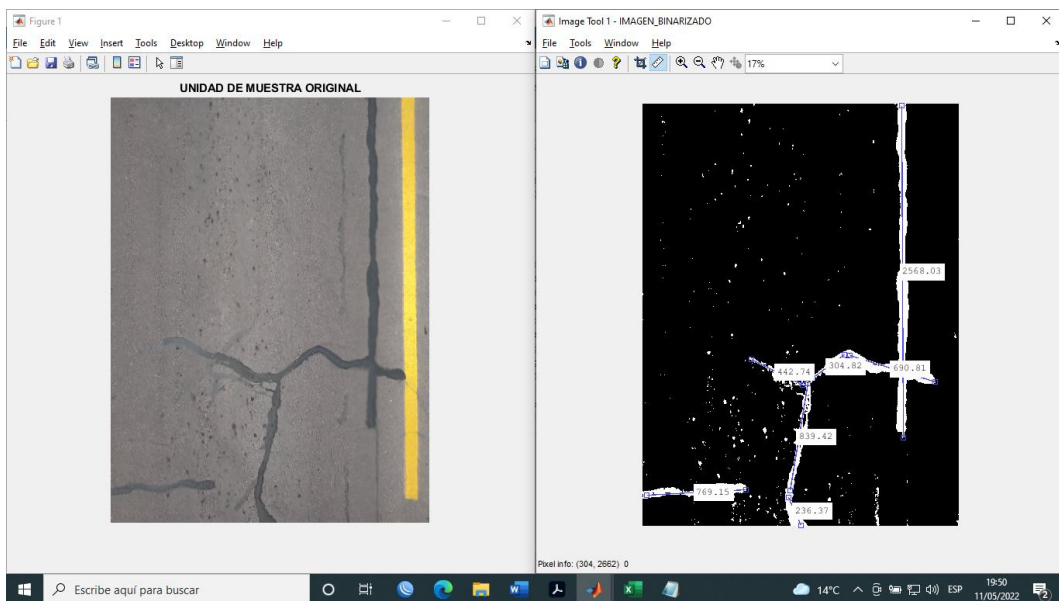 Figure 1
File Edit View Insert Tools Desktop Window Help
UNIDAD DE MUESTRA ORIGINAL
Image Tool 1 - IMAGEN_BINARIZADO
File Tools Window Help
17%
2568.03
304.82
690.81
442.74
839.42
769.15
236.37
Pixel info: (304, 2662) 0
Escribe aquí para buscar
14°C
ESP
19:50
11/05/2022